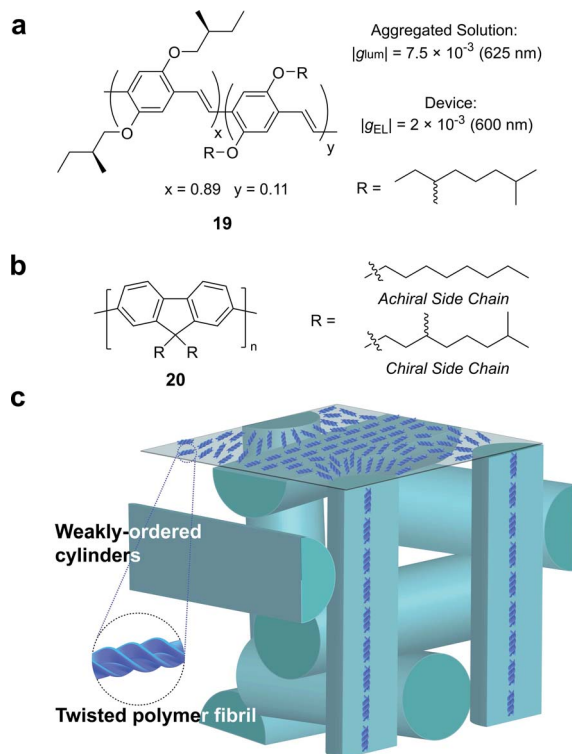 a
Aggregated Solution:
|glum| = 7.5 × 10⁻³ (625 nm)
Device:
|gEL| = 2 × 10⁻³ (600 nm)
O
O
O
R
R
O
x
y
x = 0.89 y = 0.11
R =
19
b
R R
n
20
R =
Achiral Side Chain
Chiral Side Chain
c
Weakly-ordered
cylinders
Twisted polymer fibril